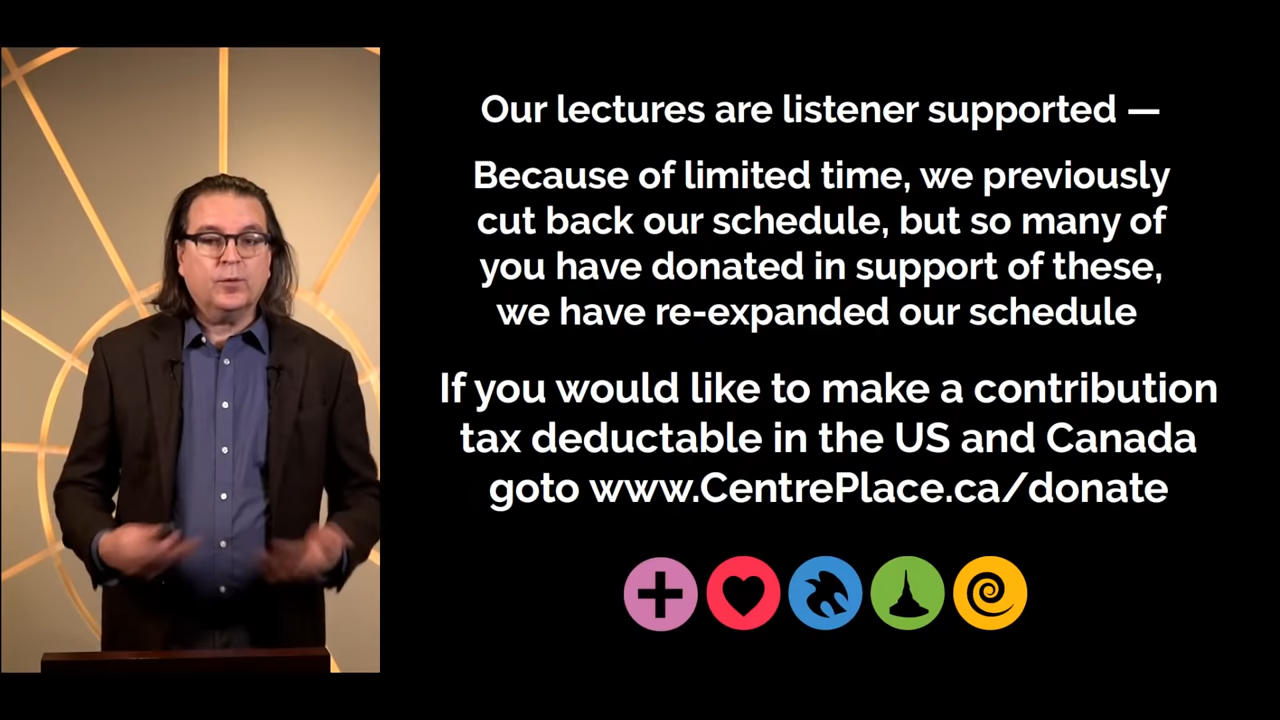 Our lectures are listener supported —
Because of limited time, we previously
cut back our schedule, but so many of
you have donated in support of these,
we have re-expanded our schedule
If you would like to make a contribution
tax deductable in the US and Canada
goto www.CentrePlace.ca/donate